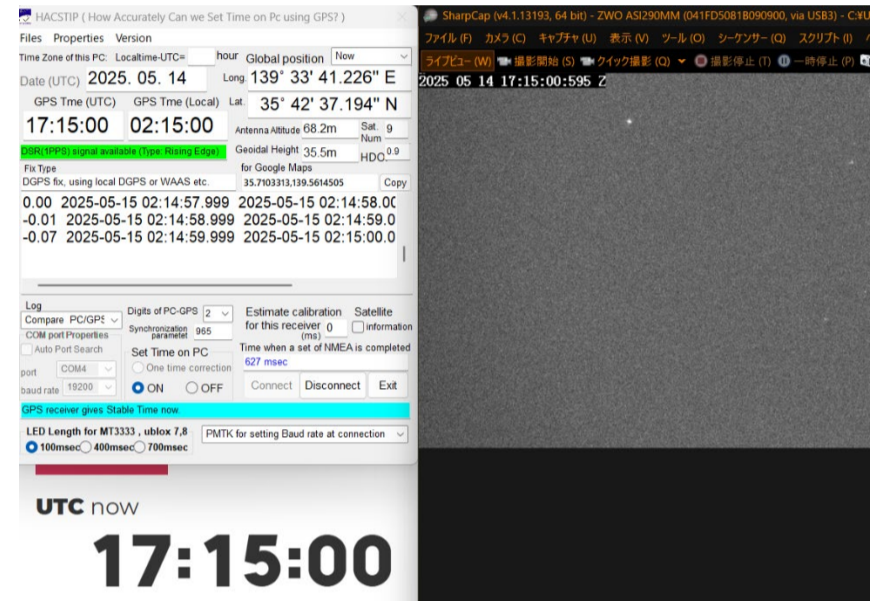 HACSTIP ( How Accurately Can we Set Time on Pc using GPS? )
Files Properties Version
Time Zone of this PC: Localtime-UTC= hour Global position Now
Date (UTC) 2025. 05. 14 Long. 139° 33' 41.226" E
GPS Tme (UTC) GPS Tme (Local) Lat. 35° 42' 37.194" N
17:15:00 02:15:00 Antenna Altitude 68.2m Sat. Num 9
DSR(1PPS) signal available (Type: Rising Edge) Geoidal Height 35.5m HDO 0.9
Fix Type for Google Maps
DGPS fix, using local DGPS or WAAS etc. 35.7103313,139.5614505 Copy
0.00 2025-05-15 02:14:57.999 2025-05-15 02:14:58.00
-0.01 2025-05-15 02:14:58.999 2025-05-15 02:14:59.0
-0.07 2025-05-15 02:14:59.999 2025-05-15 02:15:00.0
Log
Compare PC/GPS Digits of PC-GPS 2 Estimate calibration for this receiver (ms) 0 Satellite information
COM port Properties Synchronization parametet 965
Auto Port Search Set Time on PC Time when a set of NMEA is completed
port COM4 One time correction 627 msec
baud rate 19200 ON OFF Connect Disconnect Exit
GPS receiver gives Stable Time now.
LED Length for MT3333 , ublox 7,8 PMTK for setting Baud rate at connection
100msec 400msec 700msec
UTC now
17:15:00
SharpCap (v4.1.13193, 64 bit) - ZWO ASI290MM (041FD5081B090900, via USB3) - C:¥U
ファイル (F) カメラ (C) キャプチャ (U) 表示 (V) ツール (O) シーケンサー (Q) スクリプト (I)
ライブビュー (W) 撮影開始 (S) クイック撮影 (Q) 撮影停止 (T) 一時停止 (P)
2025 05 14 17:15:00:595 Z